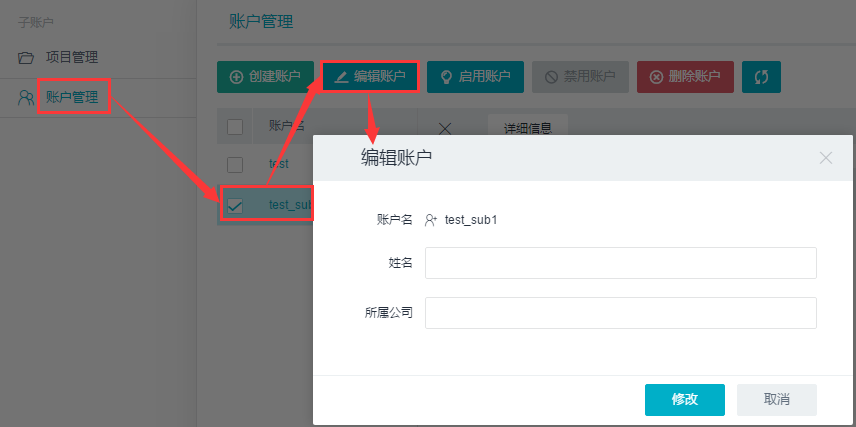 子账户
项目管理
账户管理
账户管理
创建账户
编辑账户
启用账户
禁用账户
删除账户
账户名
详细信息
test
test_sub
编辑账户
账户名 test_sub1
姓名
所属公司
修改
取消